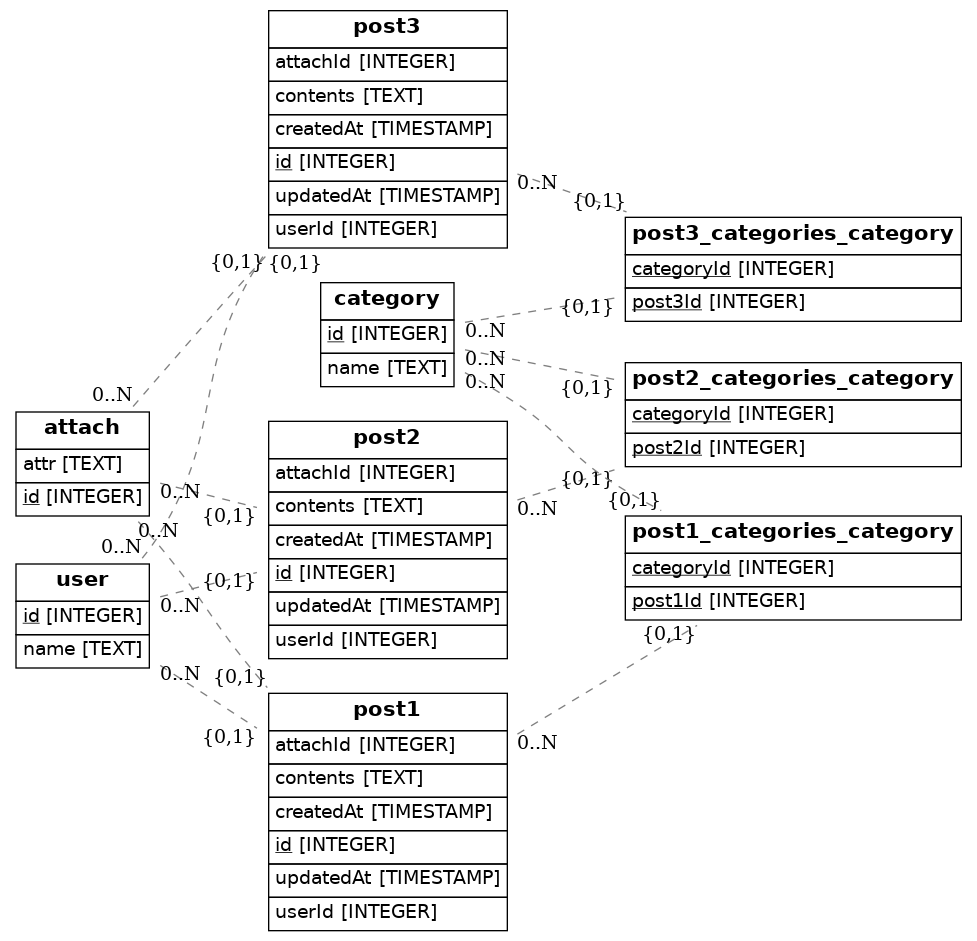 post3
attachId [INTEGER]
contents [TEXT]
createdAt [TIMESTAMP]
id [INTEGER]
updatedAt [TIMESTAMP]
userId [INTEGER]
0..N
{0,1}
post3_categories_category
categoryId [INTEGER]
post3Id [INTEGER]
{0,1}
{0,1}
category
id [INTEGER]
name [TEXT]
0..N
{0,1}
0..N
{0,1}
0..N
post2_categories_category
categoryId [INTEGER]
post2Id [INTEGER]
0..N
attach
attr [TEXT]
id [INTEGER]
post2
attachId [INTEGER]
contents [TEXT]
createdAt [TIMESTAMP]
id [INTEGER]
updatedAt [TIMESTAMP]
userId [INTEGER]
0..N
{0,1}
{0,1}
0..N
{0,1}
post1_categories_category
categoryId [INTEGER]
post1Id [INTEGER]
0..N
0..N
user
id [INTEGER]
name [TEXT]
{0,1}
0..N
{0,1}
0..N
{0,1}
{0,1}
0..N
post1
attachId [INTEGER]
contents [TEXT]
createdAt [TIMESTAMP]
id [INTEGER]
updatedAt [TIMESTAMP]
userId [INTEGER]